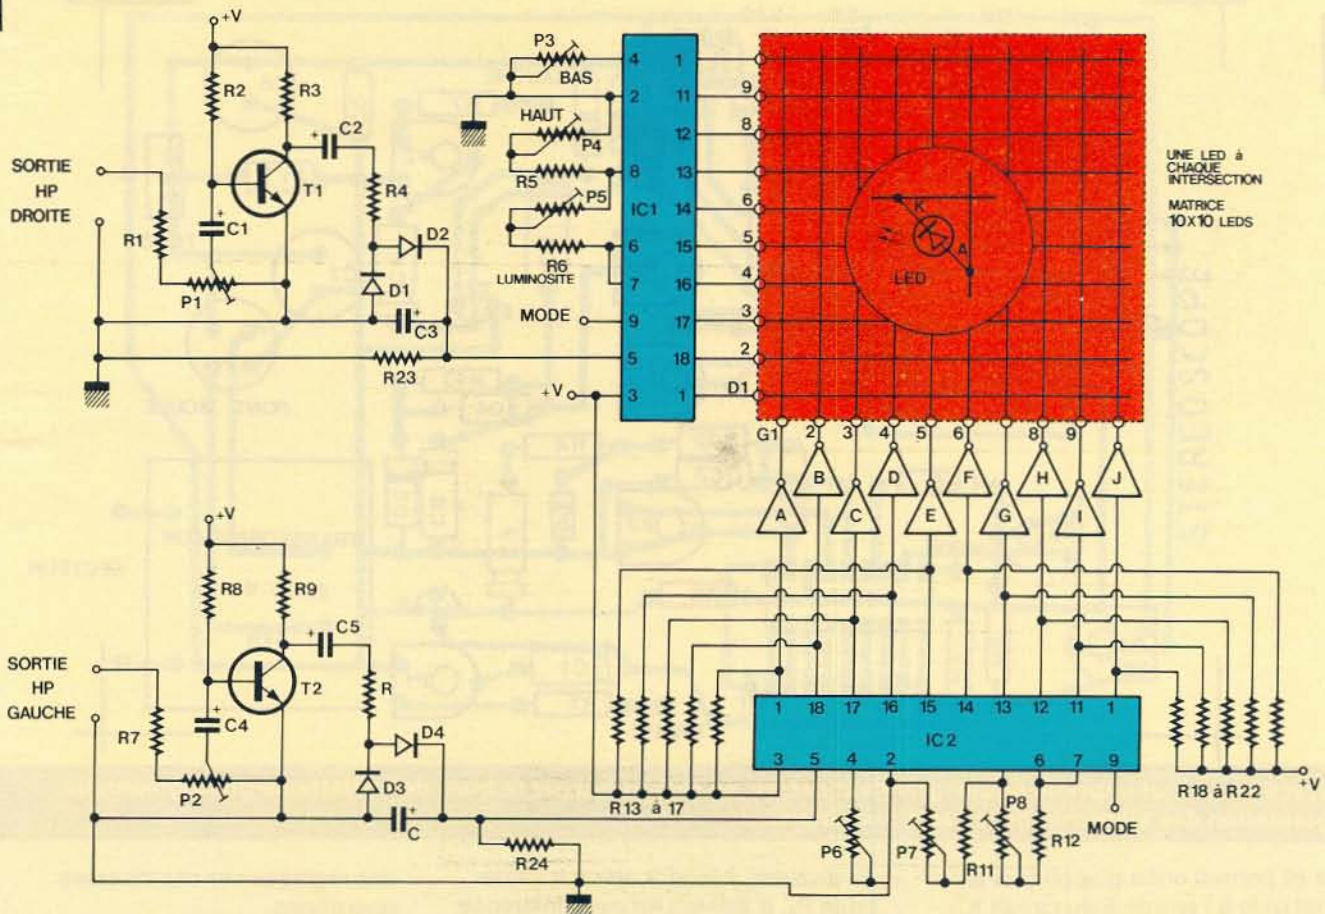 +V
R2
R3
C2
SORTIE
HP
DROITE
T1
R4
R1
C1
D2
P1
D1
C3
R23
P3
BAS
HAUT
P4
R5
P5
R6
LUMINOSITE
MODE
+V
4
2
8
6
7
9
5
3
IC1
1
11
12
13
14
15
16
17
18
1
9
8
6
5
4
3
2
D1
K
A
LED
UNE LED à
CHAQUE
INTERSECTION
MATRICE
10X10 LEDS
G1
2
3
4
5
6
8
9
A
B
C
D
E
F
G
H
I
J
+V
R8
R9
C5
SORTIE
HP
GAUCHE
T2
R
R7
C4
D4
P2
D3
C
R24
R13 à 17
1
18
17
16
15
14
13
12
11
1
IC2
3
5
4
2
6
7
9
R18 à R22
+V
MODE
P6
P7
R11
P8
R12
STEREOSCOPE